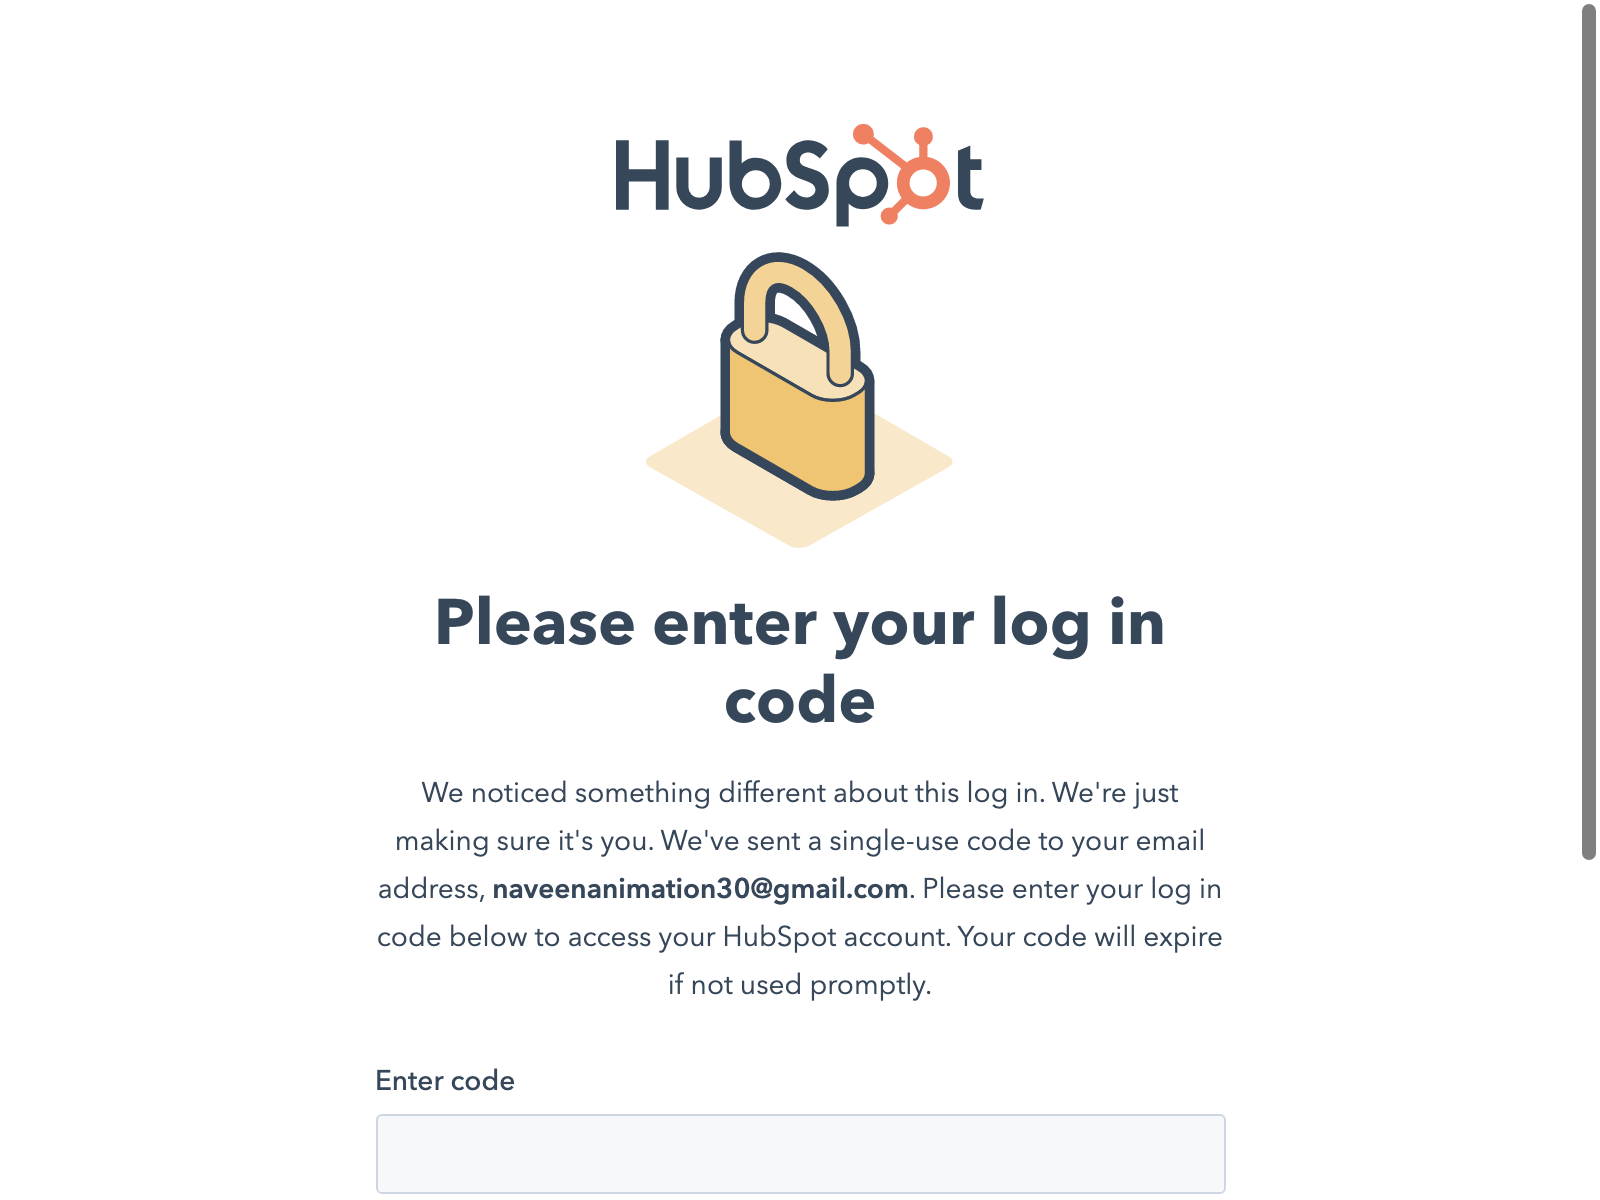 HubSpot
Please enter your log in
code
We noticed something different about this log in. We're just
making sure it's you. We've sent a single-use code to your email
address, naveenanimation30@gmail.com. Please enter your log in
code below to access your HubSpot account. Your code will expire
if not used promptly.
Enter code